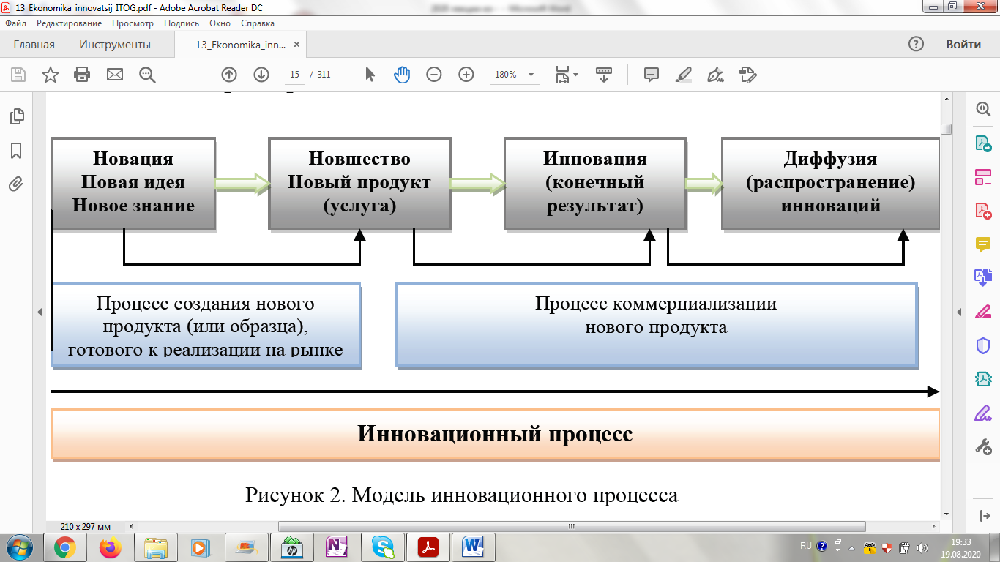 13_Ekonomika_innovatsij_ITOG.pdf - Adobe Acrobat Reader DC
Файл Редактирование Просмотр Подпись Окно Справка
Главная Инструменты 13_Ekonomika_inn... × ? Войти
15 / 311 180%
Новация
Новая идея
Новое знание
Новшество
Новый продукт
(услуга)
Инновация
(конечный
результат)
Диффузия
(распространение)
инноваций
Процесс создания нового
продукта (или образца),
готового к реализации на рынке
Процесс коммерциализации
нового продукта
Инновационный процесс
Рисунок 2. Модель инновационного процесса
210 x 297 мм
RU
19:33
19.08.2020